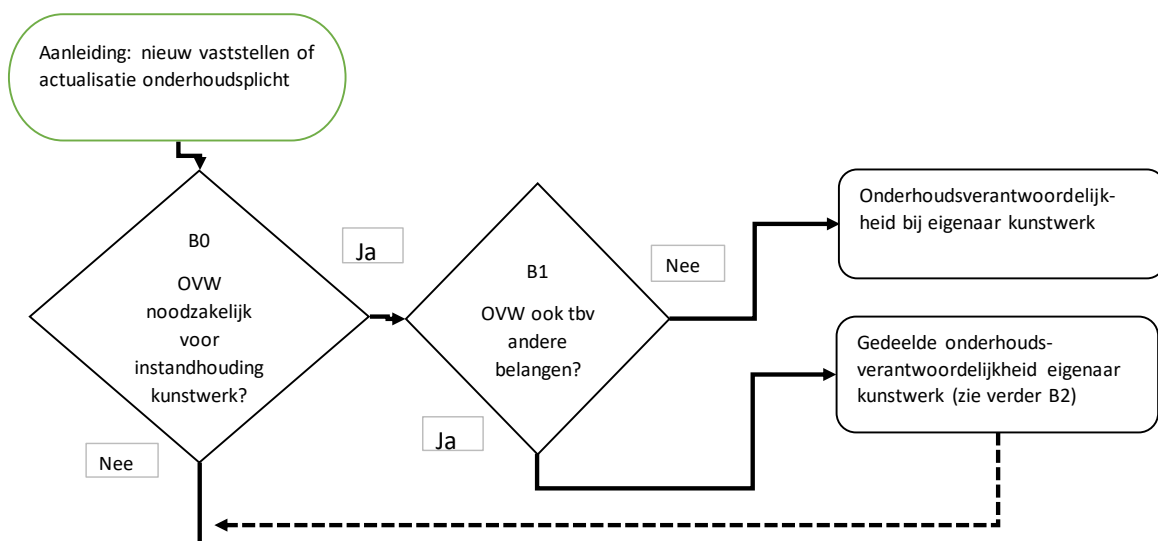 Aanleiding: nieuw vaststellen of
actualisatie onderhoudsplicht
B0
OVW
noodzakelijk
voor
instandhouding
kunstwerk?
Ja
Nee
B1
OVW ook tbv
andere
belangen?
Nee
Ja
Onderhoudsverantwoordelijk-
heid bij eigenaar kunstwerk
Gedeelde onderhouds-
verantwoordelijkheid eigenaar
kunstwerk (zie verder B2)